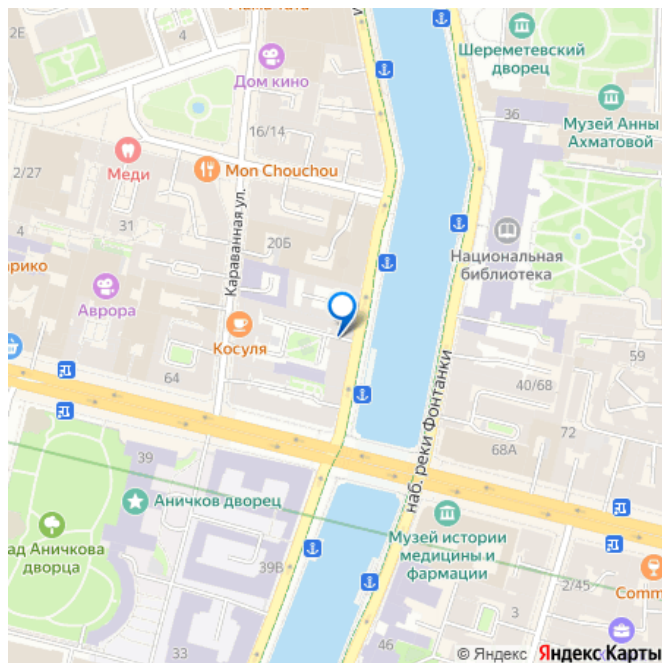 2Е
4
Дом кино
Шереметевский
дворец
36
Музей Анны
Ахматовой
16/14
Меди
Mon Chouchou
2/27
31
4
20Б
Караванная ул.
Национальная
библиотека
Аврора
Косуля
64
59
40/68
72
68А
наб. реки Фонтанки
39
Аничков дворец
Музей истории
медицины и
фармации
ад Аничкова
дворца
39В
2/45
Comm
3
33
46
© Яндекс Яндекс Карты